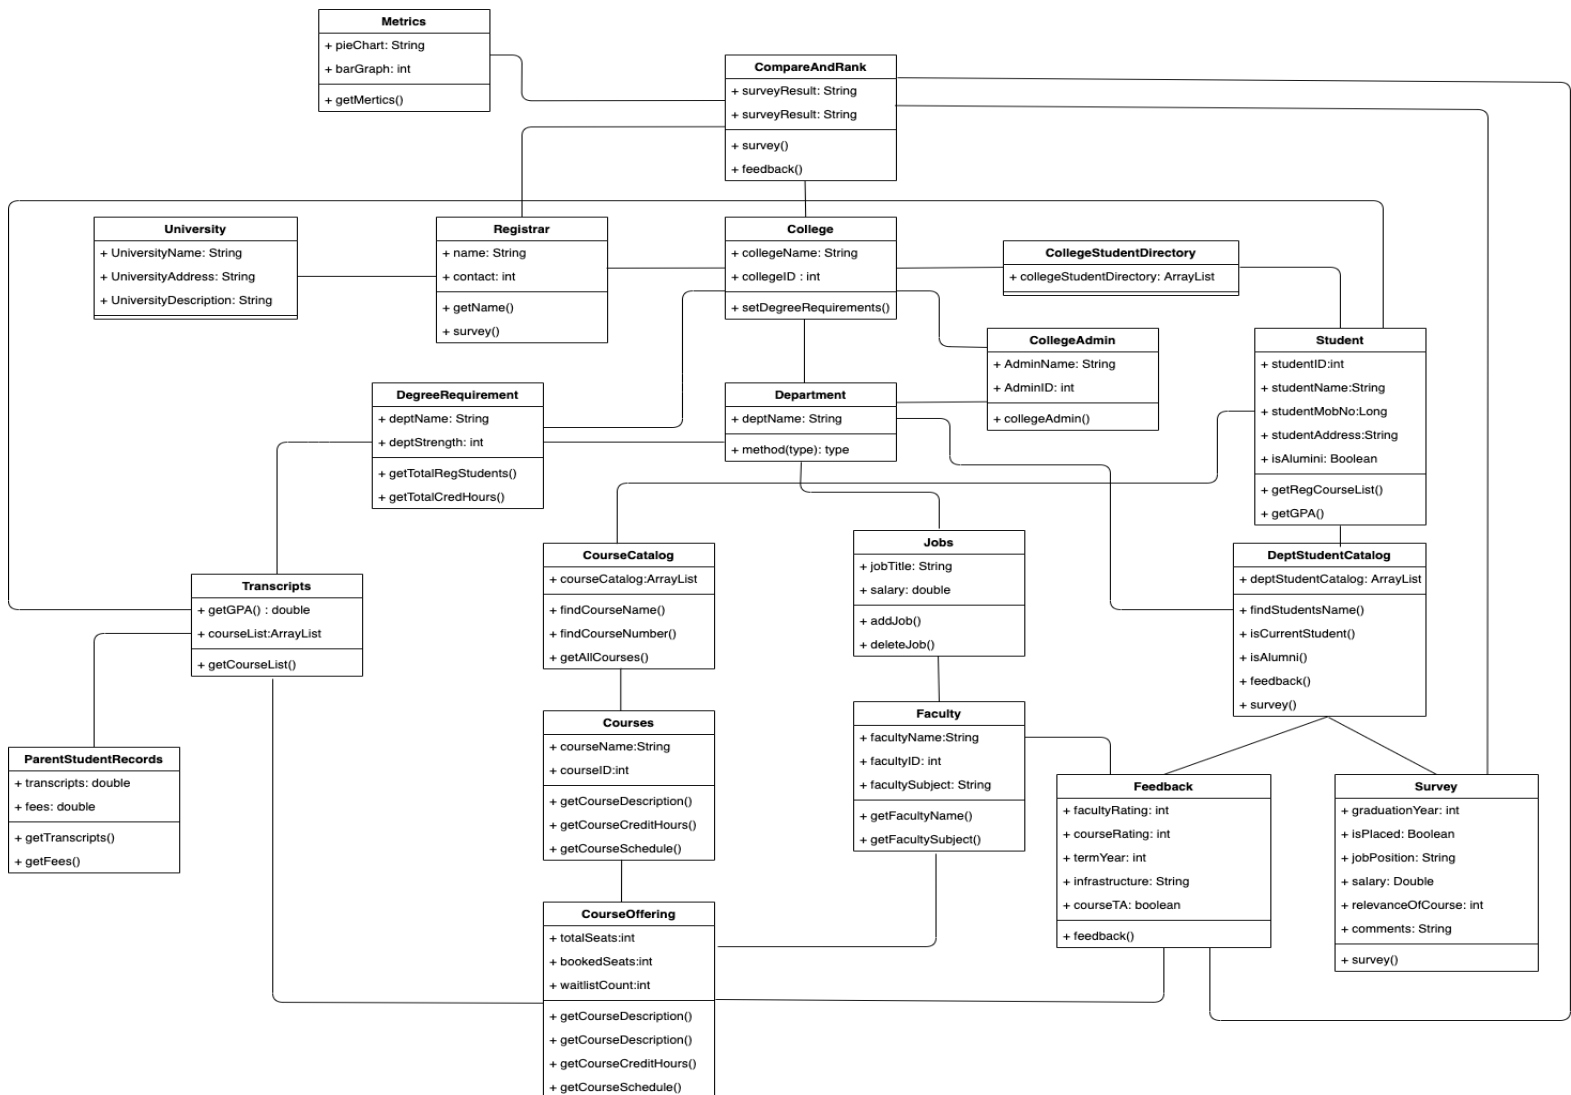 Metrics
+ pieChart: String
+ barGraph: int
+ getMertics()
CompareAndRank
+ surveyResult: String
+ surveyResult: String
+ survey()
+ feedback()
University
+ UniversityName: String
+ UniversityAddress: String
+ UniversityDescription: String
Registrar
+ name: String
+ contact: int
+ getName()
+ survey()
College
+ collegeName: String
+ collegeID : int
+ setDegreeRequirements()
CollegeStudentDirectory
+ collegeStudentDirectory: ArrayList
CollegeAdmin
+ AdminName: String
+ AdminID: int
+ collegeAdmin()
Student
+ studentID:int
+ studentName:String
+ studentMobNo:Long
+ studentAddress:String
+ isAlumini: Boolean
+ getRegCourseList()
+ getGPA()
DegreeRequirement
+ deptName: String
+ deptStrength: int
+ getTotalRegStudents()
+ getTotalCredHours()
Department
+ deptName: String
+ method(type): type
Transcripts
+ getGPA() : double
+ courseList:ArrayList
+ getCourseList()
CourseCatalog
+ courseCatalog:ArrayList
+ findCourseName()
+ findCourseNumber()
+ getAllCourses()
Jobs
+ jobTitle: String
+ salary: double
+ addJob()
+ deleteJob()
DeptStudentCatalog
+ deptStudentCatalog: ArrayList
+ findStudentsName()
+ isCurrentStudent()
+ isAlumni()
+ feedback()
+ survey()
ParentStudentRecords
+ transcripts: double
+ fees: double
+ getTranscripts()
+ getFees()
Courses
+ courseName:String
+ courseID:int
+ getCourseDescription()
+ getCourseCreditHours()
+ getCourseSchedule()
Faculty
+ facultyName:String
+ facultyID: int
+ facultySubject: String
+ getFacultyName()
+ getFacultySubject()
Feedback
+ facultyRating: int
+ courseRating: int
+ termYear: int
+ infrastructure: String
+ courseTA: boolean
+ feedback()
Survey
+ graduationYear: int
+ isPlaced: Boolean
+ jobPosition: String
+ salary: Double
+ relevanceOfCourse: int
+ comments: String
+ survey()
CourseOffering
+ totalSeats:int
+ bookedSeats:int
+ waitlistCount:int
+ getCourseDescription()
+ getCourseDescription()
+ getCourseCreditHours()
+ getCourseSchedule()